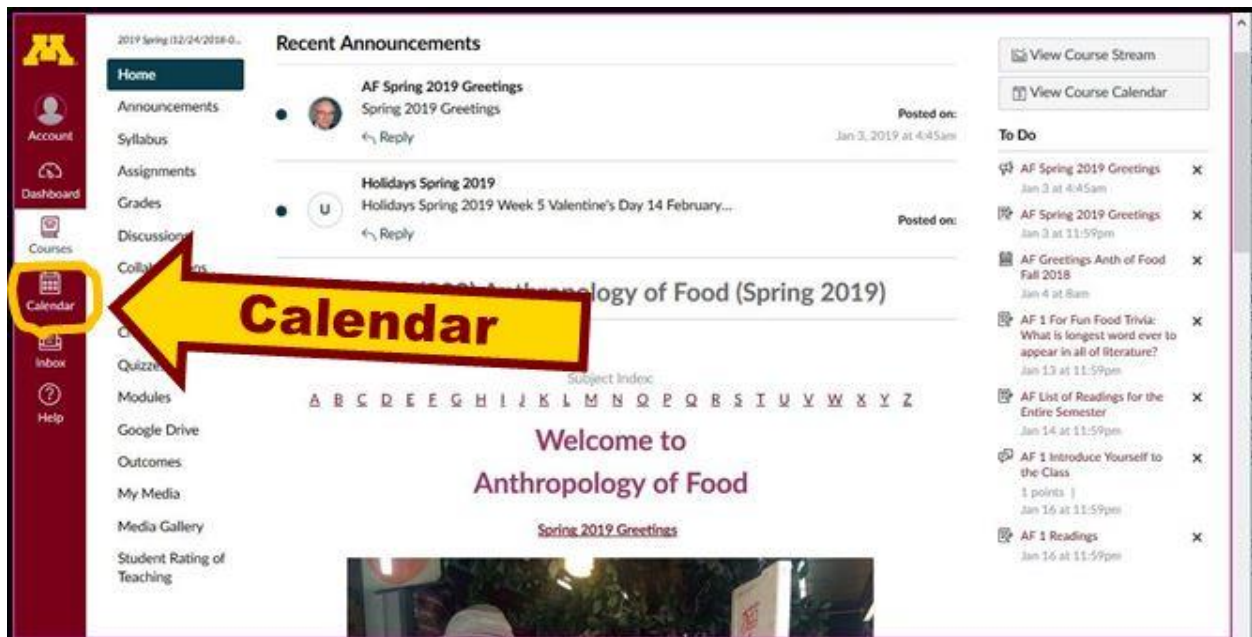 M
Account
Dashboard
Courses
Calendar
Inbox
Help
2019 Spring (12/24/2018-0...
Home
Announcements
Syllabus
Assignments
Grades
Discussions
Quizzes
Modules
Google Drive
Outcomes
My Media
Media Gallery
Student Rating of
Teaching
Recent Announcements
AF Spring 2019 Greetings
Spring 2019 Greetings
Reply
Posted on:
Jan 3, 2019 at 4:45am
Holidays Spring 2019
U
Holidays Spring 2019 Week 5 Valentine's Day 14 February...
Reply
Posted on:
Calendar
Anthropology of Food (Spring 2019)
Subject Index:
A B C D E F G H I J K L M N O P Q R S T U V W X Y Z
Welcome to
Anthropology of Food
Spring 2019 Greetings
View Course Stream
View Course Calendar
To Do
AF Spring 2019 Greetings
Jan 3 at 4:45am
AF Spring 2019 Greetings
Jan 3 at 11:59pm
AF Greetings Anth of Food
Fall 2018
Jan 4 at 8am
AF 1 For Fun Food Trivia:
What is longest word ever to
appear in all of literature?
Jan 13 at 11:59pm
AF List of Readings for the
Entire Semester
Jan 14 at 11:59pm
AF 1 Introduce Yourself to
the Class
1 points |
Jan 16 at 11:59pm
AF 1 Readings
Jan 16 at 11:59pm